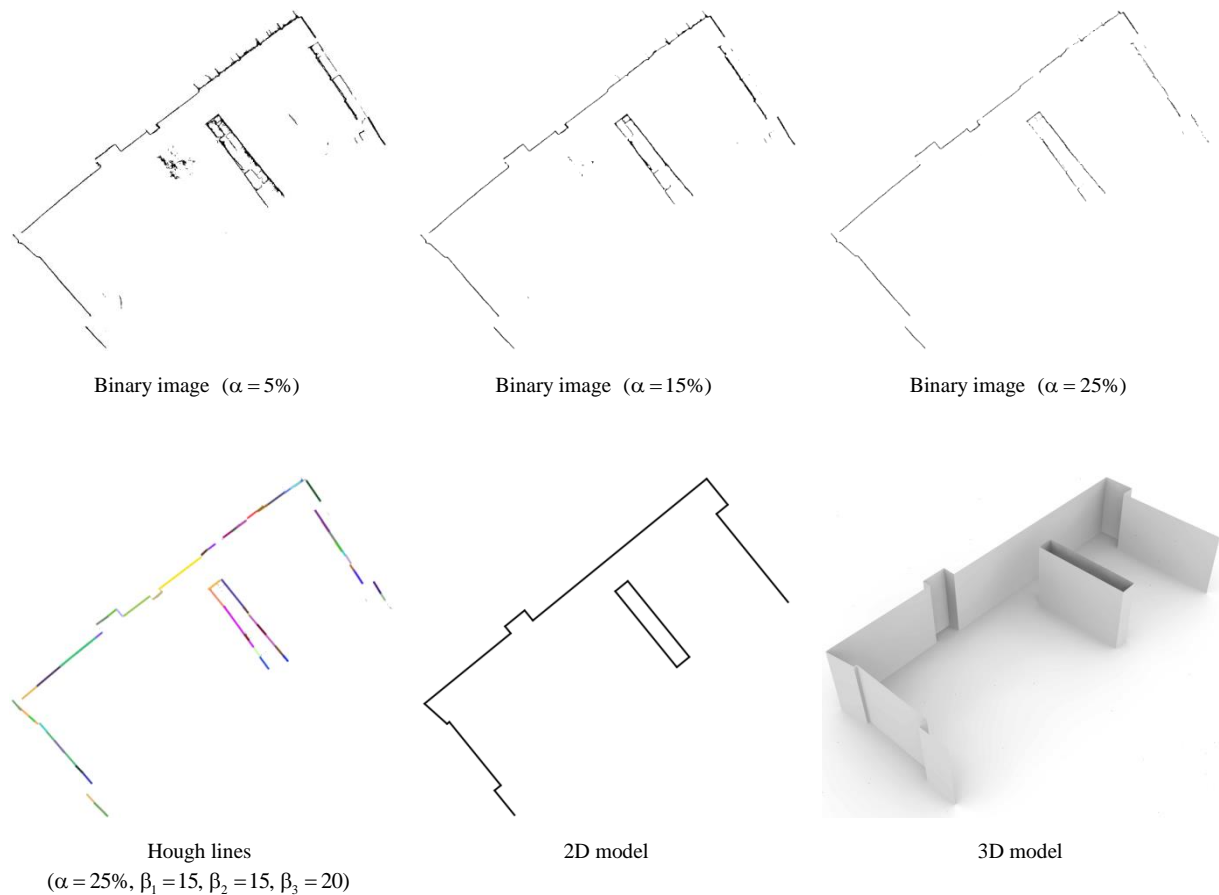 Binary image (α = 5%)
Binary image (α = 15%)
Binary image (α = 25%)
Hough lines
(α = 25%, β₁ = 15, β₂ = 15, β₃ = 20)
2D model
3D model